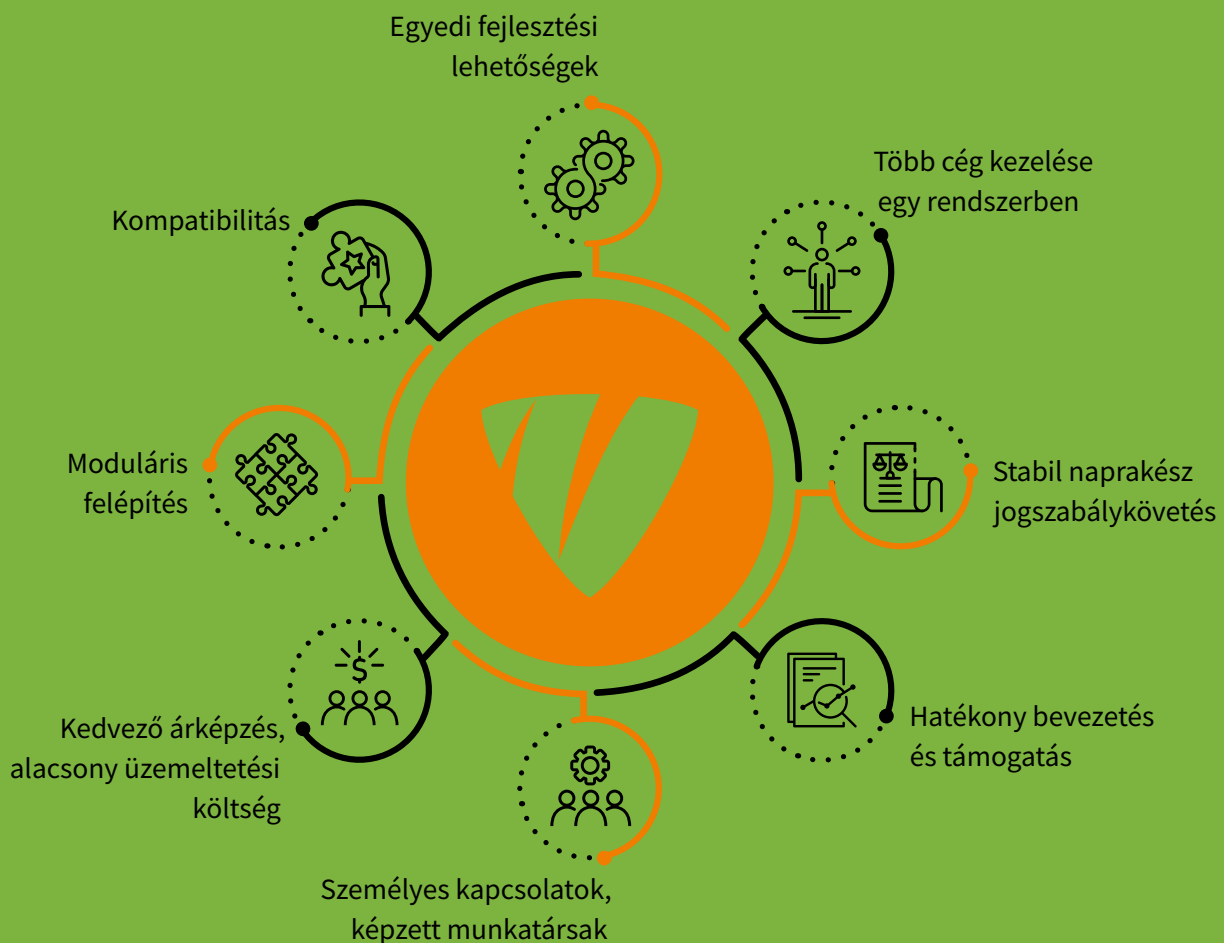 Egyedi fejlesztési
lehetőségek
Több cég kezelése
egy rendszerben
Kompatibilitás
Moduláris
felépítés
Stabil naprakész
jogszabálykövetés
Kedvező árképzés,
alacsony üzemeltetési
költség
Hatékony bevezetés
és támogatás
Személyes kapcsolatok,
képzett munkatársak